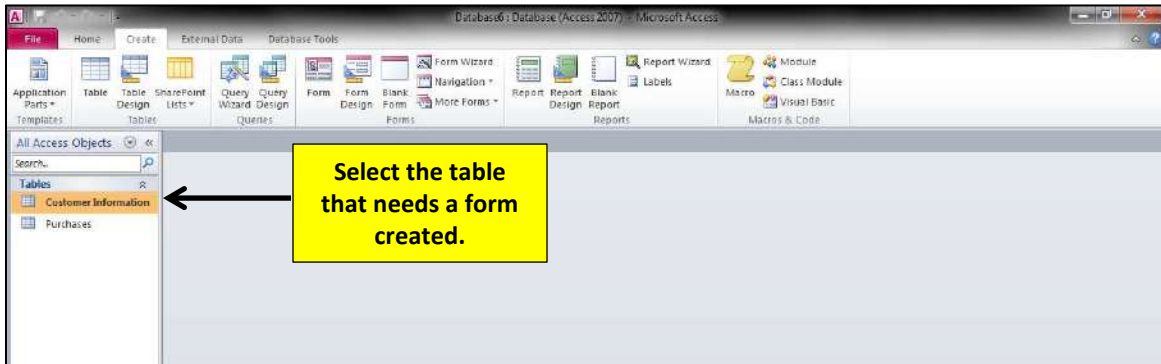 Database6 : Database (Access 2007) - Microsoft Access
File Home Create External Data Database Tools
Application Parts
Table
Table Design
SharePoint Lists
Query Wizard
Query Design
Form
Form Design
Blank Form
Form Wizard
Navigation
More Forms
Report
Report Design
Blank Report
Report Wizard
Labels
Macro
Module
Class Module
Visual Basic
Templates Tables Queries Forms Reports Macros & Code
All Access Objects
Search..
Tables
Customer Information
Purchases
Select the table
that needs a form
created.